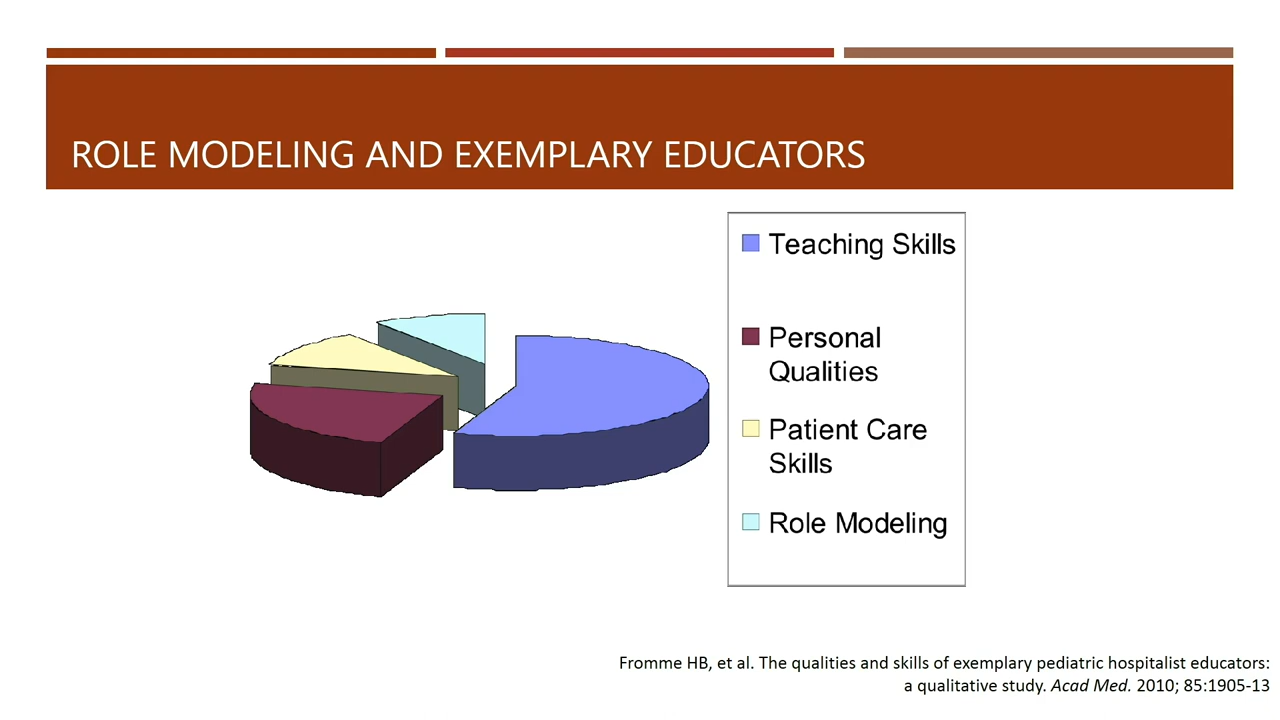 ROLE MODELING AND EXEMPLARY EDUCATORS
Teaching Skills
Personal
Qualities
Patient Care
Skills
Role Modeling
Fromme HB, et al. The qualities and skills of exemplary pediatric hospitalist educators:
a qualitative study. Acad Med. 2010; 85:1905-13